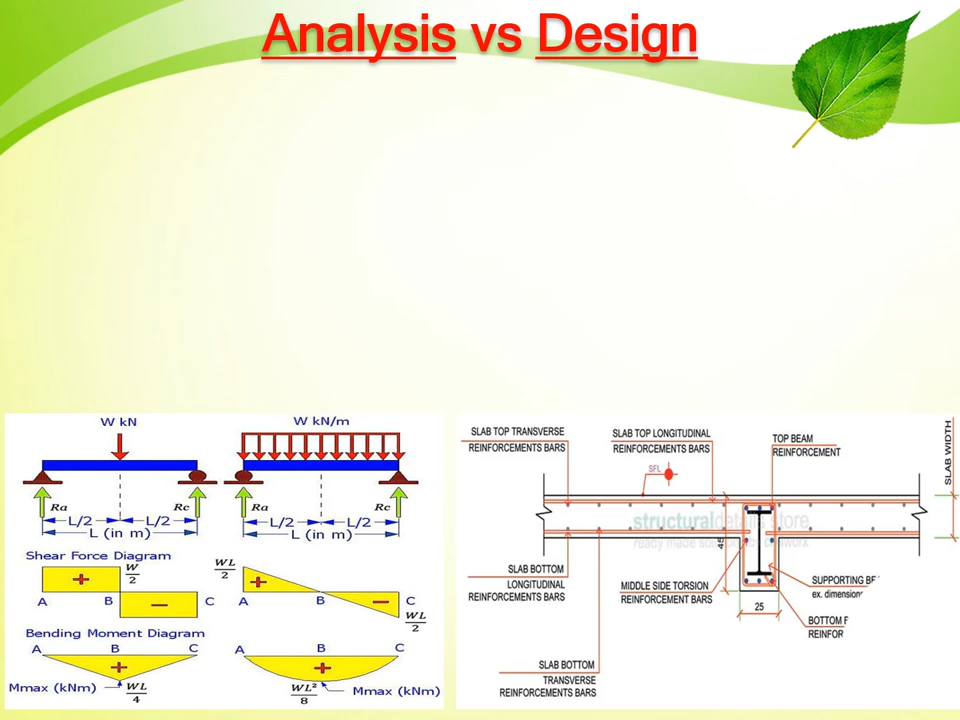 Analysis vs Design
W kN
W kN/m
Ra
Rc
Ra
Rc
L/2
L/2
L/2
L/2
L (in m)
L (in m)
Shear Force Diagram
+
W
2
A
B
C
−
WL
2
+
A
B
C
−
WL
2
Bending Moment Diagram
A
B
C
+
Mmax (kNm)
WL
4
A
B
C
+
WL²
8
Mmax (kNm)
SLAB TOP TRANSVERSE
REINFORCEMENTS BARS
SLAB TOP LONGITUDINAL
REINFORCEMENTS BARS
TOP BEAM
REINFORCEMENT
SLAB WIDTH
SFL
structuraldetails store
45
SLAB BOTTOM
LONGITUDINAL
REINFORCEMENTS BARS
MIDDLE SIDE TORSION
REINFORCEMENT BARS
25
SUPPORTING
ex. dimension
BOTTOM
REINFOR
SLAB BOTTOM
TRANSVERSE
REINFORCEMENTS BARS